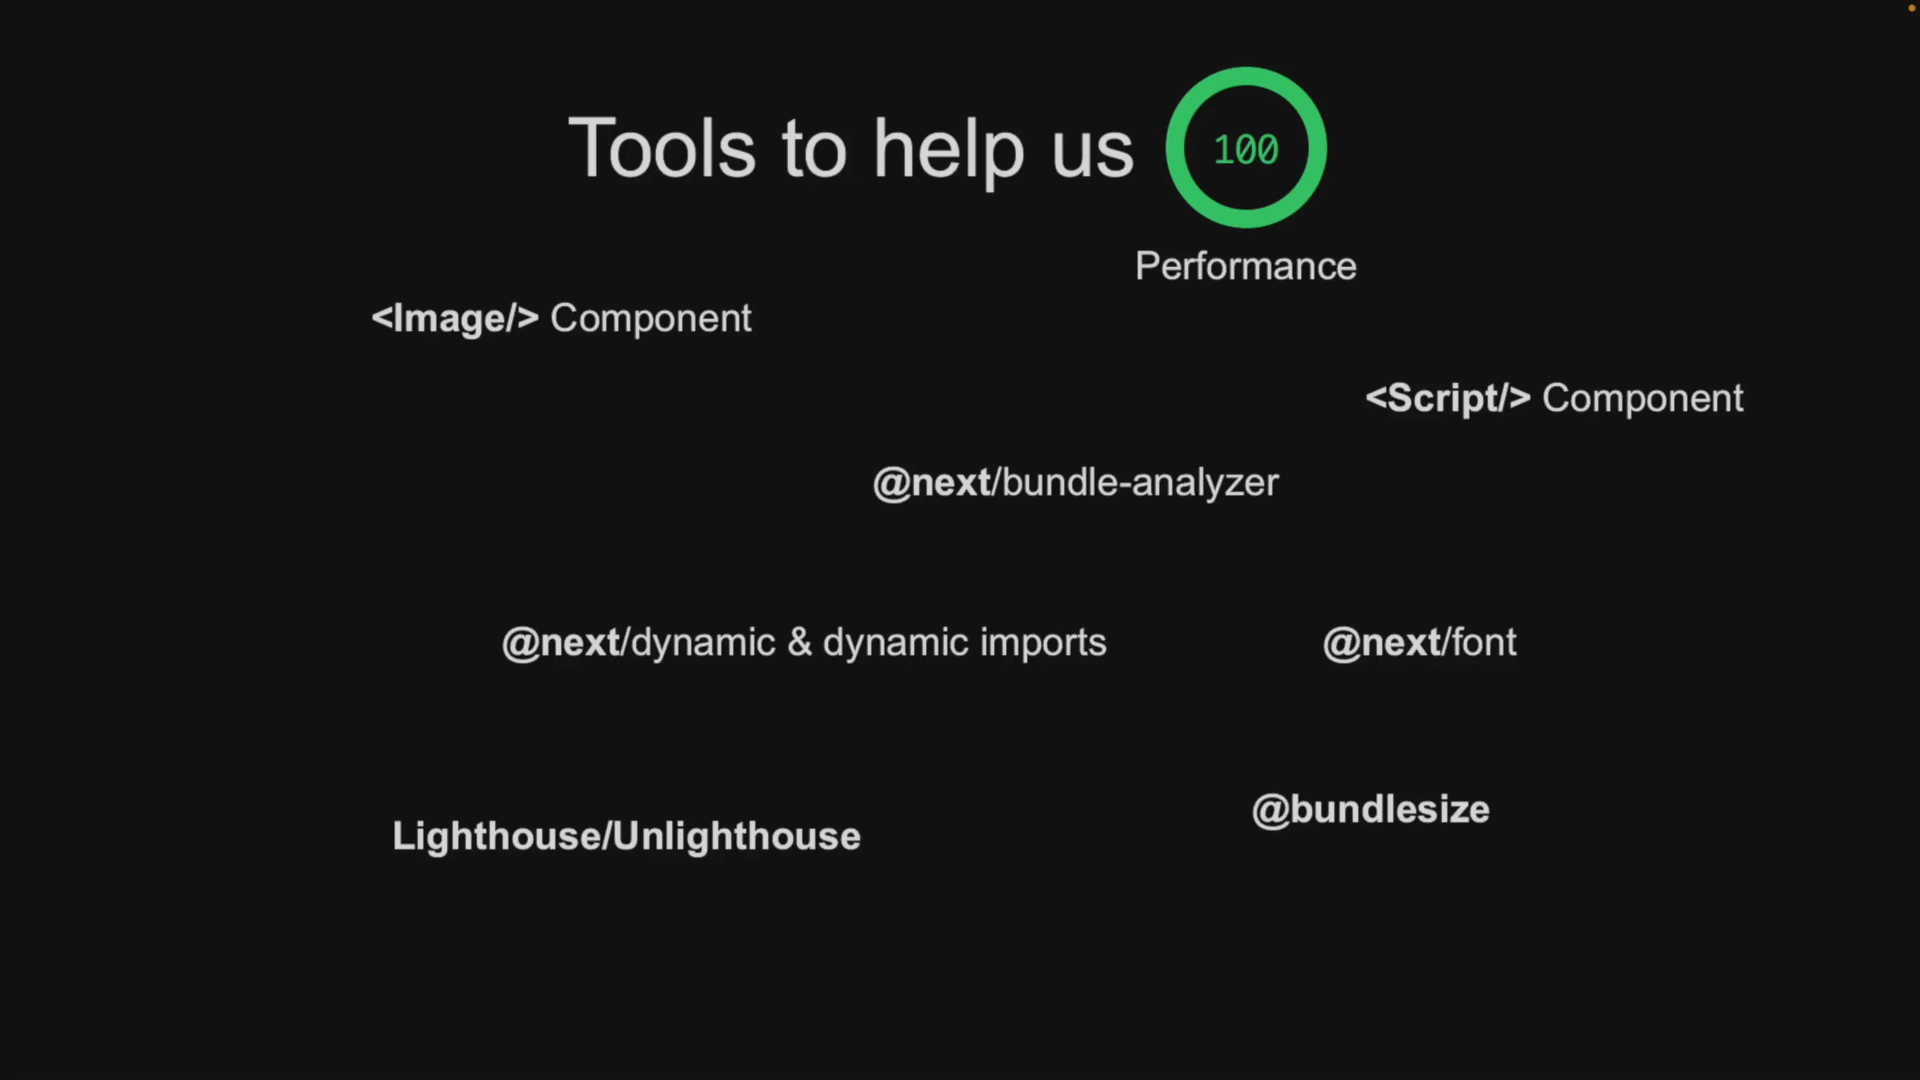 Tools to help us
100
Performance
<Image/> Component
<Script/> Component
@next/bundle-analyzer
@next/dynamic & dynamic imports
@next/font
@bundlesize
Lighthouse/Unlighthouse